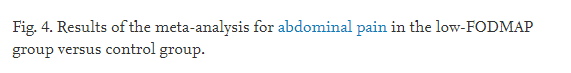 Fig. 4. Results of the meta-analysis for abdominal pain in the low-FODMAP
group versus control group.